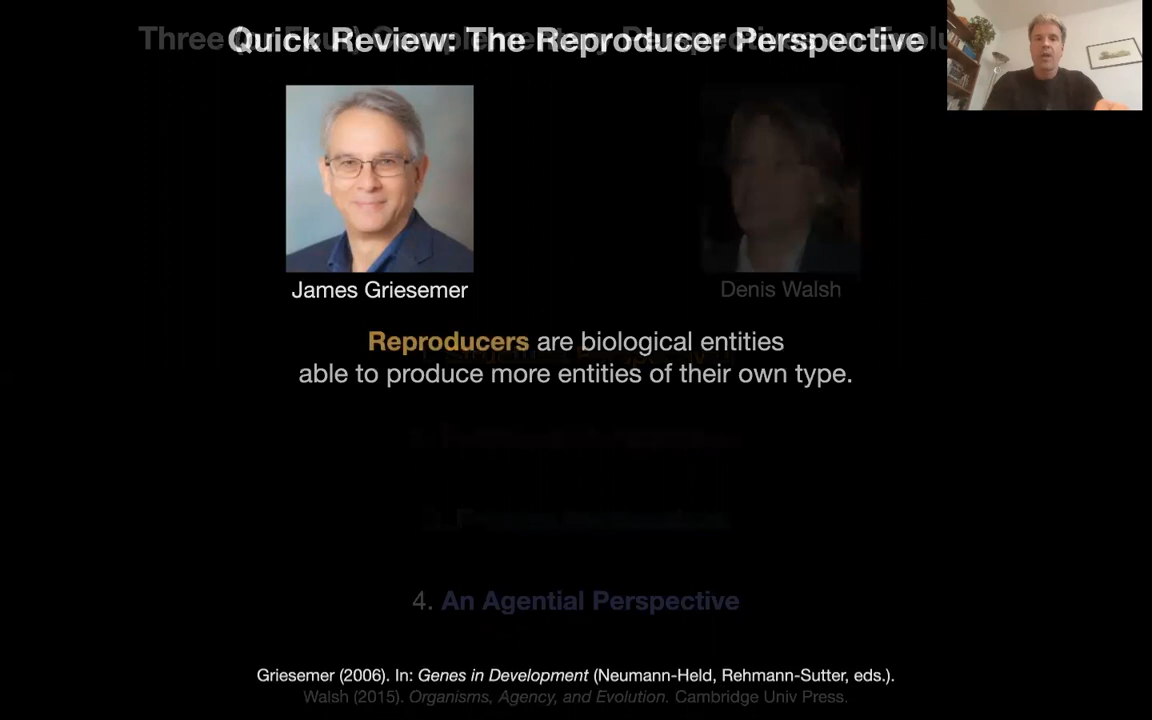 Quick Review: The Reproducer Perspective
James Griesemer
Denis Walsh
Reproducers are biological entities
able to produce more entities of their own type.
4. An Agential Perspective
Griesemer (2006). In: Genes in Development (Neumann-Held, Rehmann-Sutter, eds.).
Walsh (2015). Organisms, Agency, and Evolution. Cambridge Univ Press.